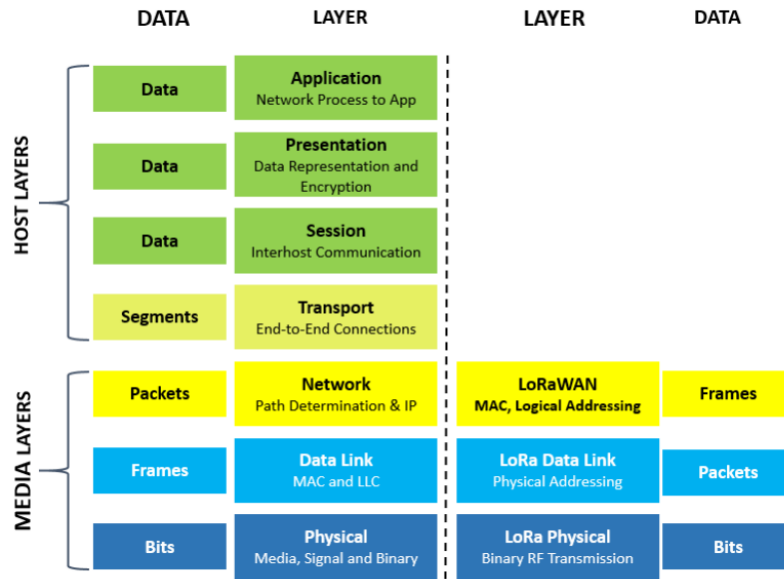 DATA
LAYER
LAYER
DATA
HOST LAYERS
Data
Application
Network Process to App
Data
Presentation
Data Representation and
Encryption
Data
Session
Interhost Communication
Segments
Transport
End-to-End Connections
MEDIA LAYERS
Packets
Network
Path Determination & IP
LoRaWAN
MAC, Logical Addressing
Frames
Frames
Data Link
MAC and LLC
LoRa Data Link
Physical Addressing
Packets
Bits
Physical
Media, Signal and Binary
LoRa Physical
Binary RF Transmission
Bits